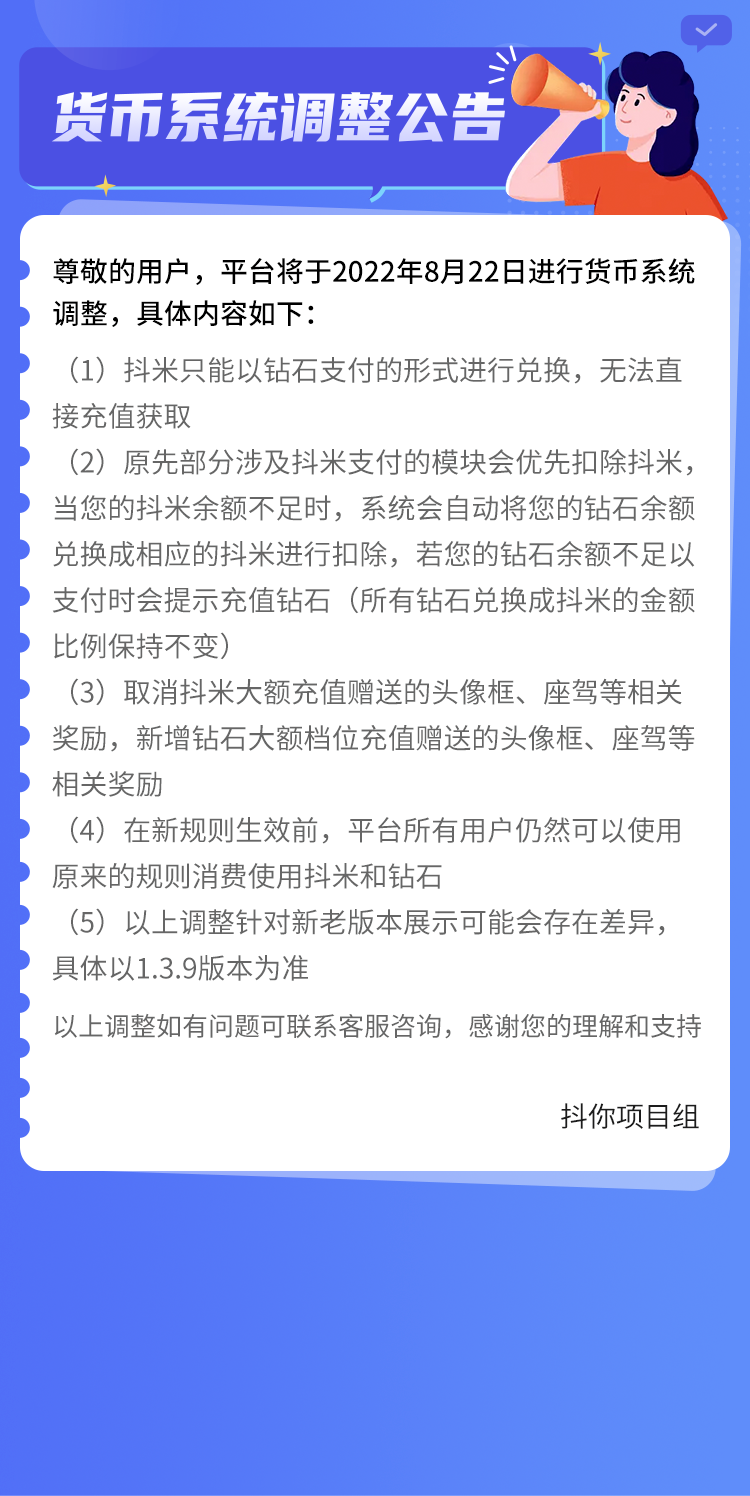 货币系统调整公告
尊敬的用户，平台将于2022年8月22日进行货币系统
调整，具体内容如下：
（1）抖米只能以钻石支付的形式进行兑换，无法直
接充值获取
（2）原先部分涉及抖米支付的模块会优先扣除抖米，
当您的抖米余额不足时，系统会自动将您的钻石余额
兑换成相应的抖米进行扣除，若您的钻石余额不足以
支付时会提示充值钻石（所有钻石兑换成抖米的金额
比例保持不变）
（3）取消抖米大额充值赠送的头像框、座驾等相关
奖励，新增钻石大额档位充值赠送的头像框、座驾等
相关奖励
（4）在新规则生效前，平台所有用户仍然可以使用
原来的规则消费使用抖米和钻石
（5）以上调整针对新老版本展示可能会存在差异，
具体以1.3.9版本为准
以上调整如有问题可联系客服咨询，感谢您的理解和支持
抖你项目组